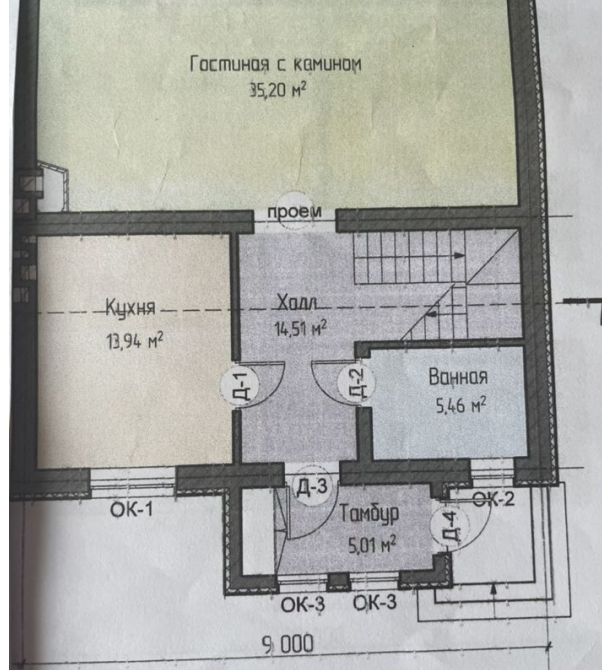 Гостиная с камином
35,20 м²
проем
Кухня
13,94 м²
Холл
14,51 м²
Д-1
Д-2
Ванная
5,46 м²
ОК-1
Д-3
ОК-2
Тамбур
5,01 м²
Д-4
ОК-3
ОК-3
9 000